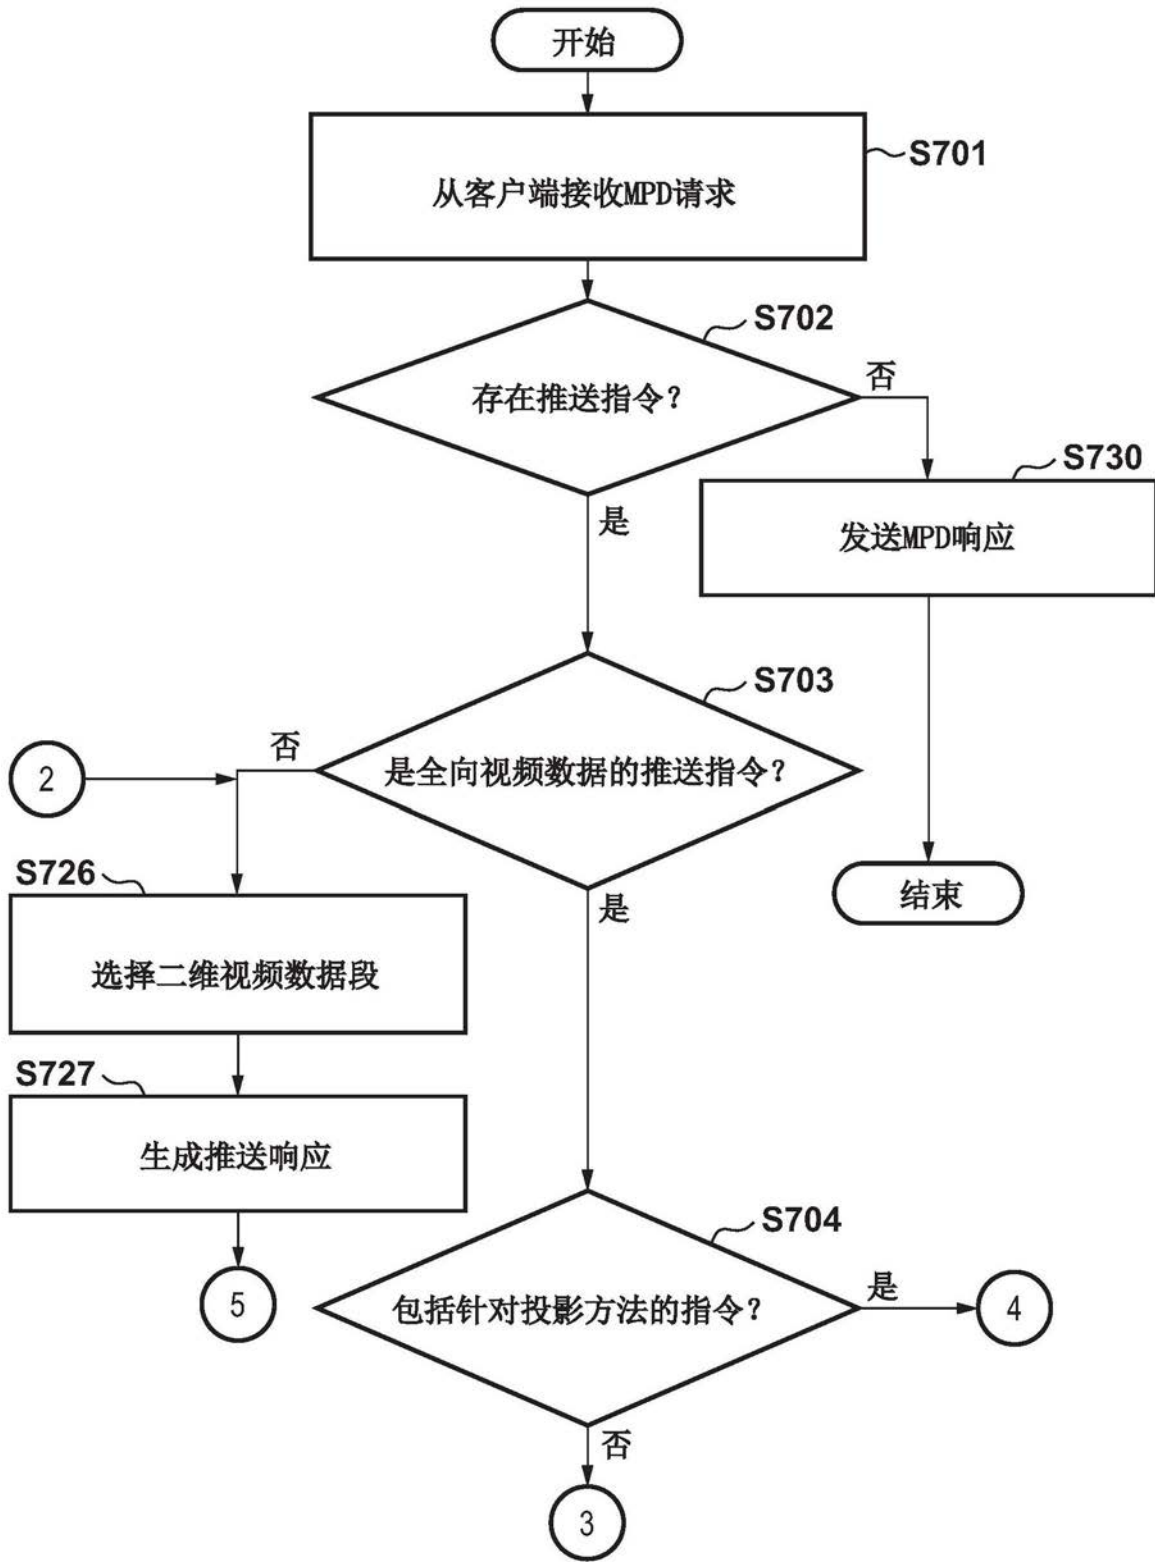 开始
从客户端接收MPD请求
S701
S702
存在推送指令？
否
S730
发送MPD响应
是
S703
是全向视频数据的推送指令？
否
2
结束
S726
是
选择二维视频数据段
S727
生成推送响应
S704
包括针对投影方法的指令？
是
5
4
否
3